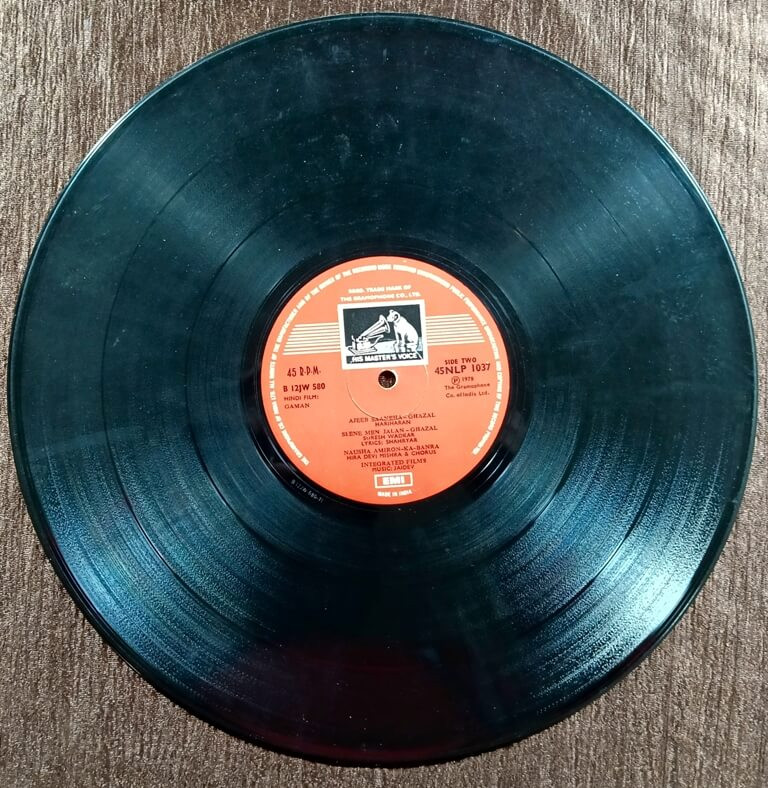 REGD. TRADE MARK OF
THE GRAMOPHONE CO., LTD.
HIS MASTER'S VOICE
45 R.P.M.
B 12JW 580
HINDI FILM:
GAMAN
SIDE TWO
45NLP 1037
Ⓟ 1979
The Gramophone
Co. of India Ltd.
AJEEB SAANEHA-GHAZAL
HARIHARAN
SEENE MEN JALAN - GHAZAL
SURESH WADKAR
LYRICS: SHAHRYAR
NAUSHA AMIRON-KA-BANRA
HIRA DEVI MISHRA & CHORUS
INTEGRATED FILMS
MUSIC: JAIDEV
EMI
MADE IN INDIA